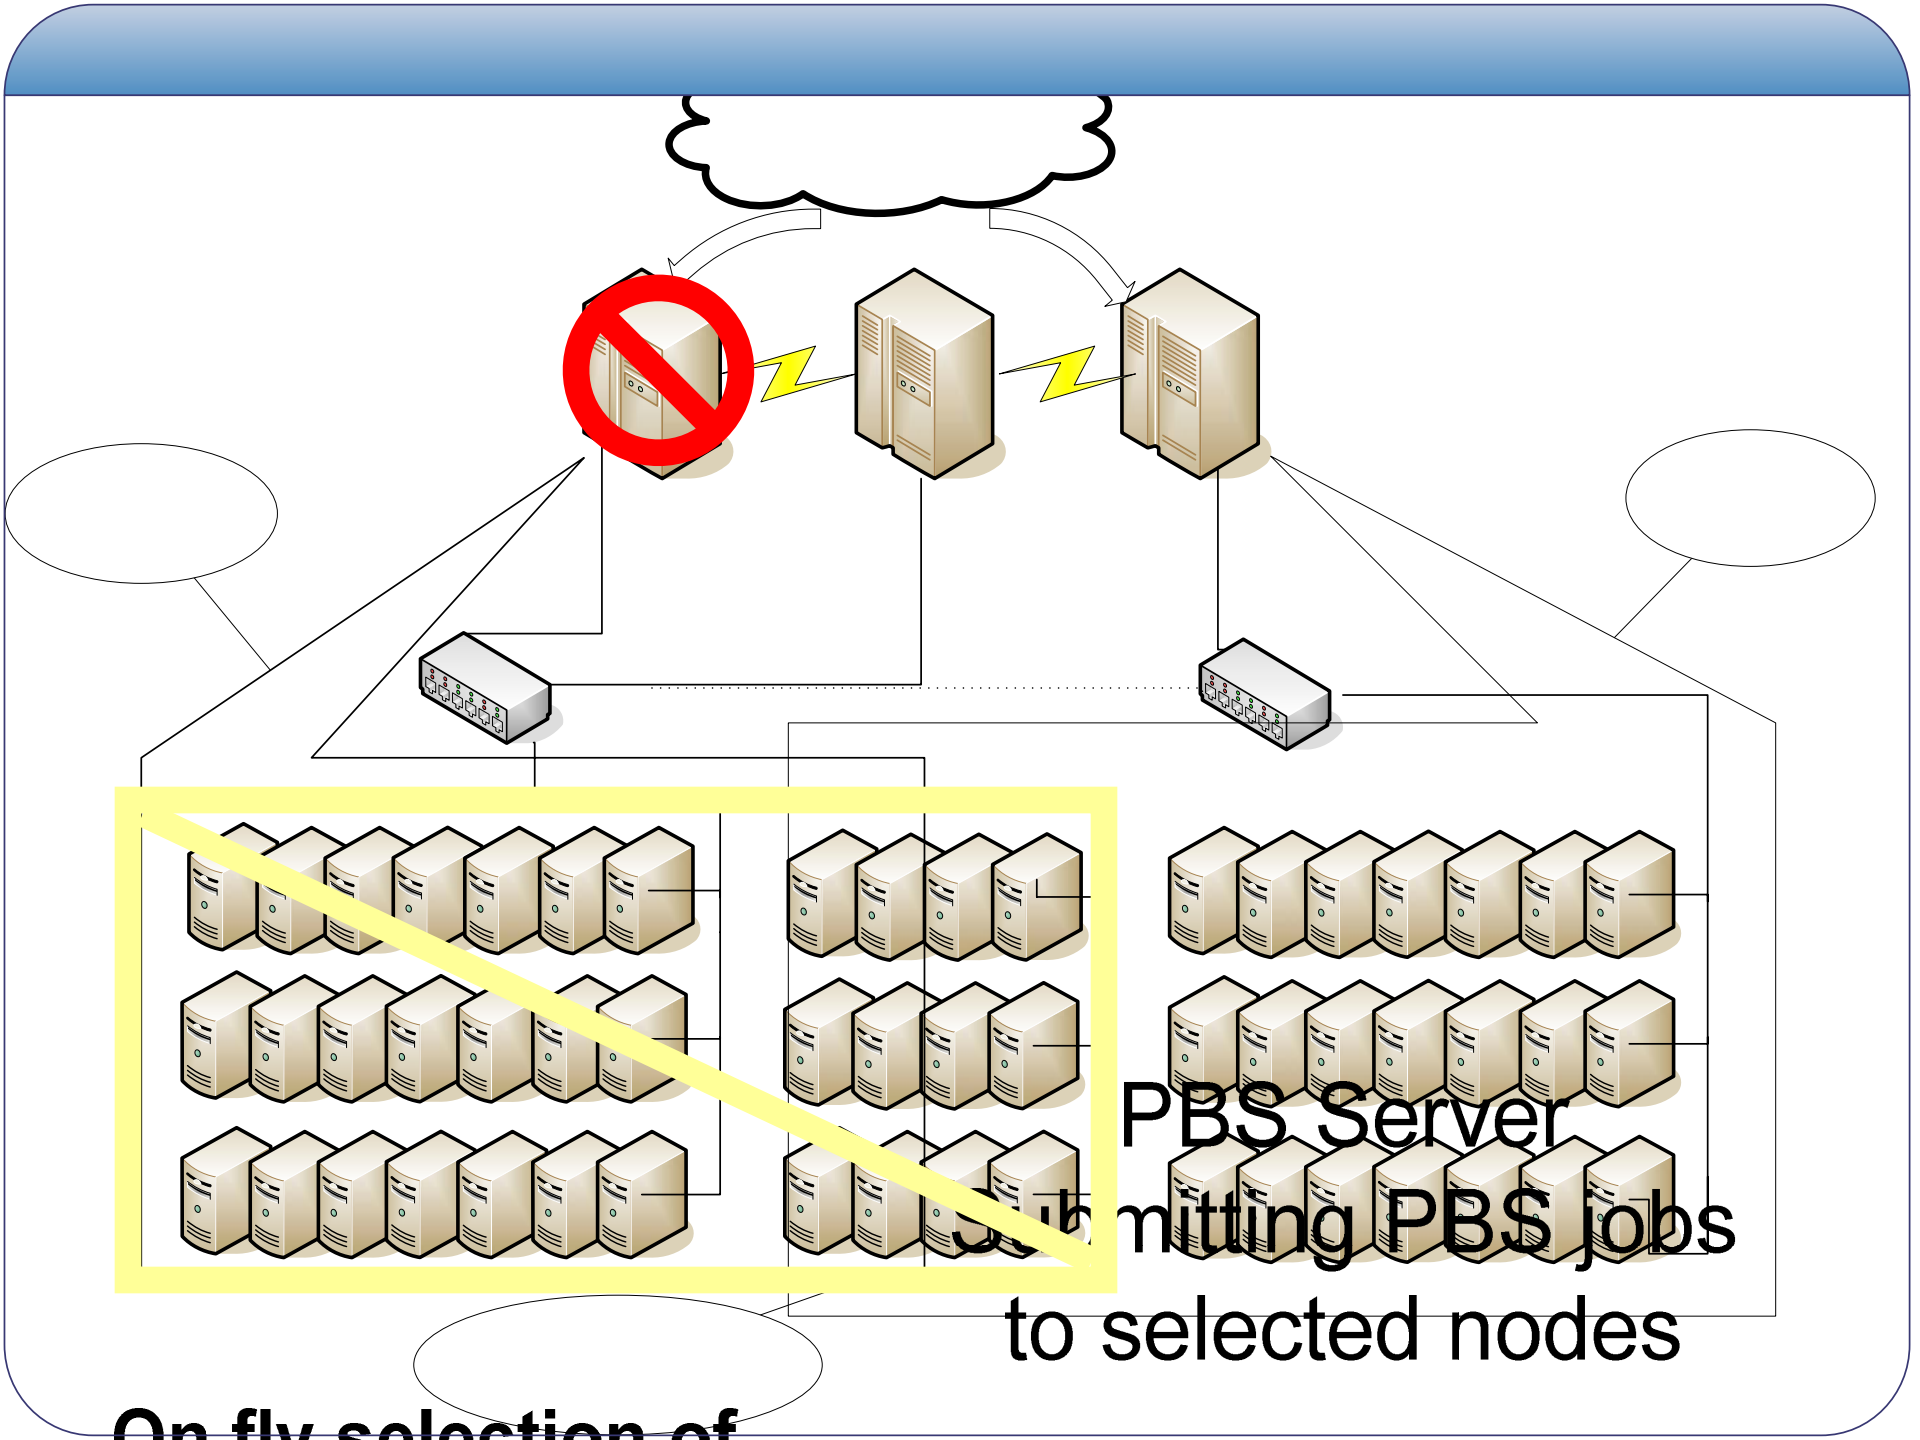 PBS Server
Submitting PBS jobs
to selected nodes
On fly selection of